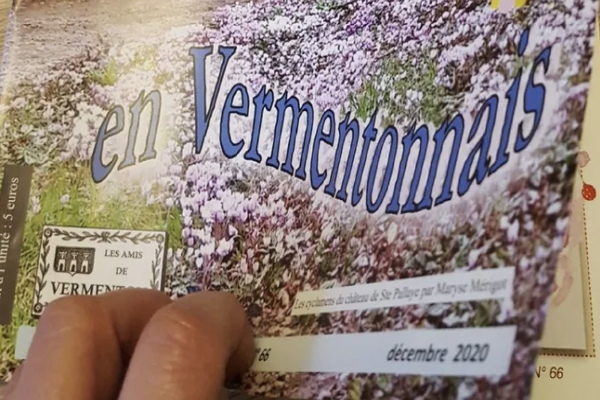 en Vermentonnais
l'unité : 5 euros
LES AMIS
DE
Les cyclamens du château de Ste Pallaye par Maryse Mérigot
66
décembre 2020
N° 66